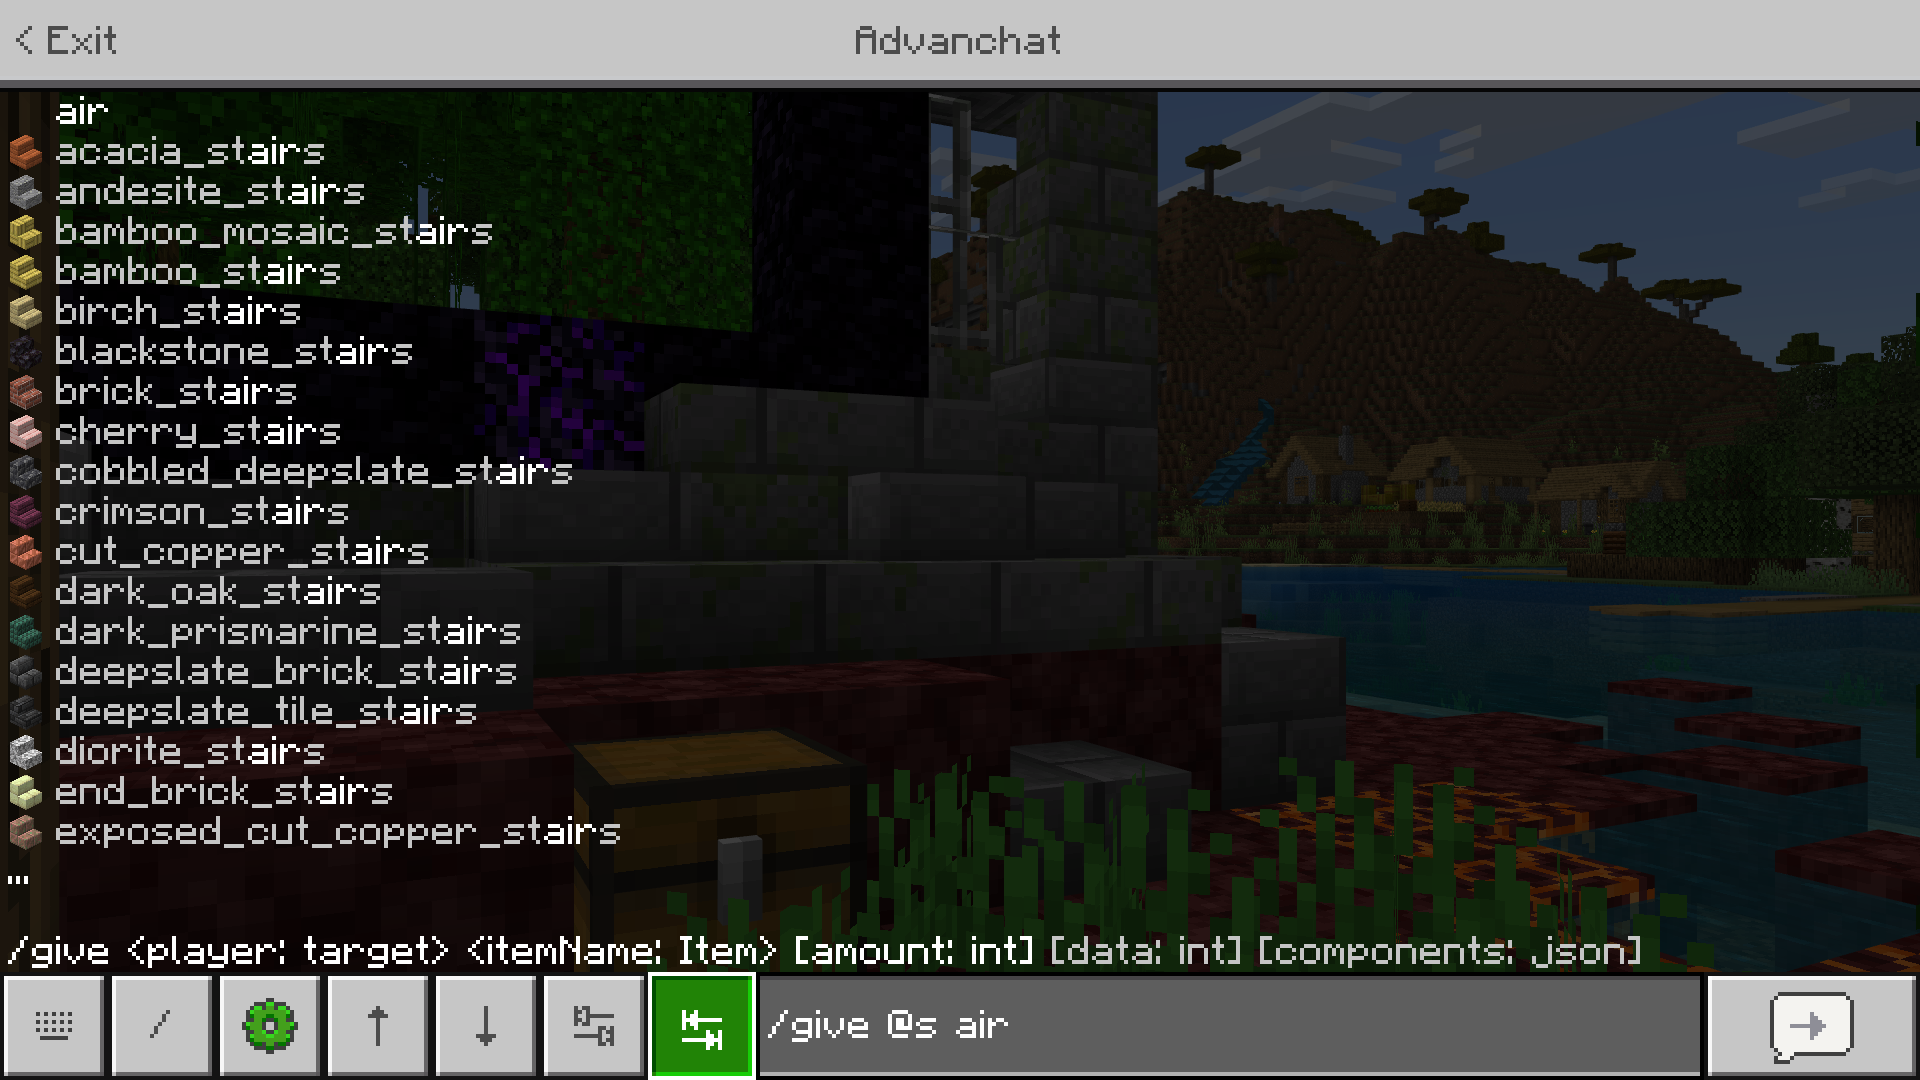 < Exit
Advanchat
air
acacia_stairs
andesite_stairs
bamboo_mosaic_stairs
bamboo_stairs
birch_stairs
blackstone_stairs
brick_stairs
cherry_stairs
cobbled_deepslate_stairs
crimson_stairs
cut_copper_stairs
dark_oak_stairs
dark_prismarine_stairs
deepslate_brick_stairs
deepslate_tile_stairs
diorite_stairs
end_brick_stairs
exposed_cut_copper_stairs
...
/give <player: target> <itemName: Item> [amount: int] [data: int] [components: json]
/ /give @s air